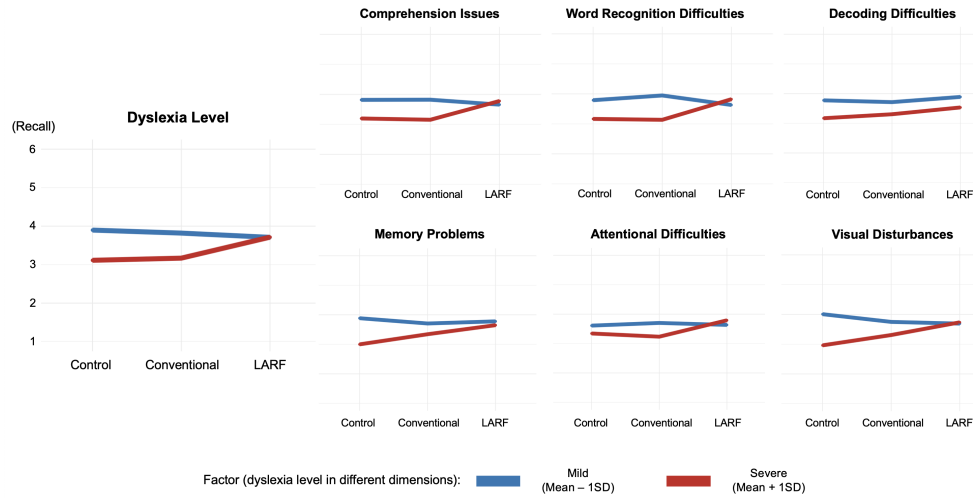 Comprehension Issues
Word Recognition Difficulties
Decoding Difficulties
Dyslexia Level
(Recall)
6
5
4
3
2
1
Control Conventional LARF
Control Conventional LARF
Control Conventional LARF
Control Conventional LARF
Memory Problems
Attentional Difficulties
Visual Disturbances
Control Conventional LARF
Control Conventional LARF
Control Conventional LARF
Factor (dyslexia level in different dimensions):
Mild
(Mean – 1SD)
Severe
(Mean + 1SD)